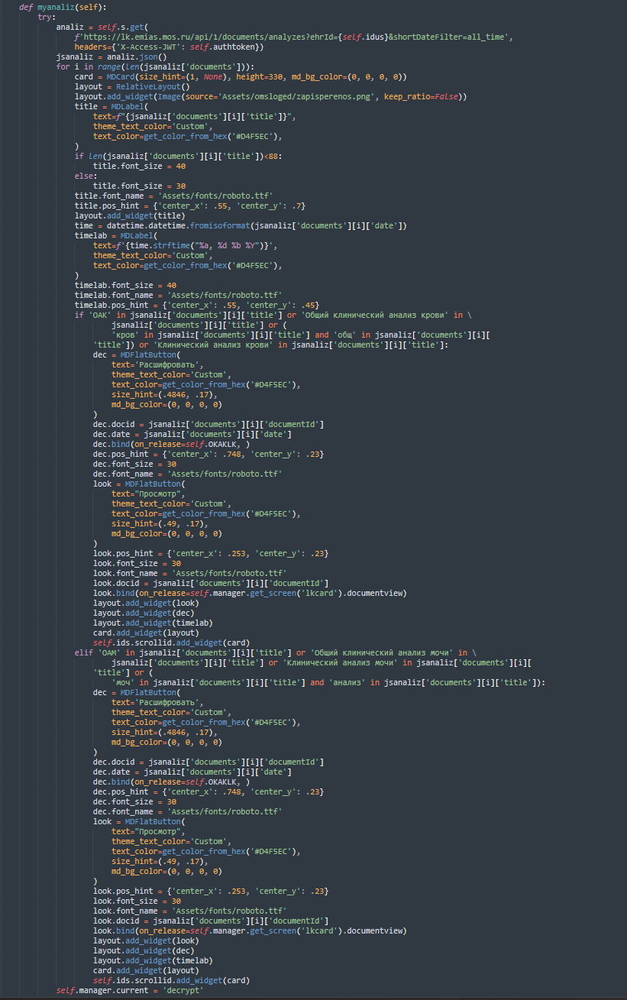 def myanaliz(self):
try:
analiz = self.s.get(
f'https://lk.emias.mos.ru/api/1/documents/analyzes?ehrId={self.idus}&shortDateFilter=all_time',
headers={'X-Access-JWT': self.authtoken})
jsanaliz = analiz.json()
for i in range(len(jsanaliz['documents'])):
card = MDCard(size_hint=(1, None), height=330, md_bg_color=(0, 0, 0, 0))
layout = RelativeLayout()
layout.add_widget(Image(source='Assets/omsloged/zapisperenos.png', keep_ratio=False))
title = MDLabel(
text=f"{jsanaliz['documents'][i]['title']}",
theme_text_color='Custom',
text_color=get_color_from_hex('#D4F5EC'),
)
if len(jsanaliz['documents'][i]['title'])<88:
title.font_size = 40
else:
title.font_size = 30
title.font_name = 'Assets/fonts/roboto.ttf'
title.pos_hint = {'center_x': .55, 'center_y': .7}
layout.add_widget(title)
time = datetime.datetime.fromisoformat(jsanaliz['documents'][i]['date'])
timelab = MDLabel(
text=f'{time.strftime("%a, %d %b %Y")}',
theme_text_color='Custom',
text_color=get_color_from_hex('#D4F5EC'),
)
timelab.font_size = 40
timelab.font_name = 'Assets/fonts/roboto.ttf'
timelab.pos_hint = {'center_x': .55, 'center_y': .45}
if 'ОАК' in jsanaliz['documents'][i]['title'] or 'Общий клинический анализ крови' in \
jsanaliz['documents'][i]['title'] or (
'кров' in jsanaliz['documents'][i]['title'] and 'общ' in jsanaliz['documents'][i][
'title']) or 'Клинический анализ крови' in jsanaliz['documents'][i]['title']:
dec = MDFlatButton(
text='Расшифровать',
theme_text_color='Custom',
text_color=get_color_from_hex('#D4F5EC'),
size_hint=(.4846, .17),
md_bg_color=(0, 0, 0, 0)
)
dec.docid = jsanaliz['documents'][i]['documentId']
dec.date = jsanaliz['documents'][i]['date']
dec.bind(on_release=self.OKAKLK, )
dec.pos_hint = {'center_x': .748, 'center_y': .23}
dec.font_size = 30
dec.font_name = 'Assets/fonts/roboto.ttf'
look = MDFlatButton(
text="Просмотр",
theme_text_color='Custom',
text_color=get_color_from_hex('#D4F5EC'),
size_hint=(.49, .17),
md_bg_color=(0, 0, 0, 0)
)
look.pos_hint = {'center_x': .253, 'center_y': .23}
look.font_size = 30
look.font_name = 'Assets/fonts/roboto.ttf'
look.docid = jsanaliz['documents'][i]['documentId']
look.bind(on_release=self.manager.get_screen('lkcard').documentview)
layout.add_widget(look)
layout.add_widget(dec)
layout.add_widget(timelab)
card.add_widget(layout)
self.ids.scrollid.add_widget(card)
elif 'ОАМ' in jsanaliz['documents'][i]['title'] or 'Общий клинический анализ мочи' in \
jsanaliz['documents'][i]['title'] or 'Клинический анализ мочи' in jsanaliz['documents'][i][
'title'] or (
'моч' in jsanaliz['documents'][i]['title'] and 'анализ' in jsanaliz['documents'][i]['title']):
dec = MDFlatButton(
text='Расшифровать',
theme_text_color='Custom',
text_color=get_color_from_hex('#D4F5EC'),
size_hint=(.4846, .17),
md_bg_color=(0, 0, 0, 0)
)
dec.docid = jsanaliz['documents'][i]['documentId']
dec.date = jsanaliz['documents'][i]['date']
dec.bind(on_release=self.OKAKLK, )
dec.pos_hint = {'center_x': .748, 'center_y': .23}
dec.font_size = 30
dec.font_name = 'Assets/fonts/roboto.ttf'
look = MDFlatButton(
text="Просмотр",
theme_text_color='Custom',
text_color=get_color_from_hex('#D4F5EC'),
size_hint=(.49, .17),
md_bg_color=(0, 0, 0, 0)
)
look.pos_hint = {'center_x': .253, 'center_y': .23}
look.font_size = 30
look.font_name = 'Assets/fonts/roboto.ttf'
look.docid = jsanaliz['documents'][i]['documentId']
look.bind(on_release=self.manager.get_screen('lkcard').documentview)
layout.add_widget(look)
layout.add_widget(dec)
layout.add_widget(timelab)
card.add_widget(layout)
self.ids.scrollid.add_widget(card)
self.manager.current = 'decrypt'